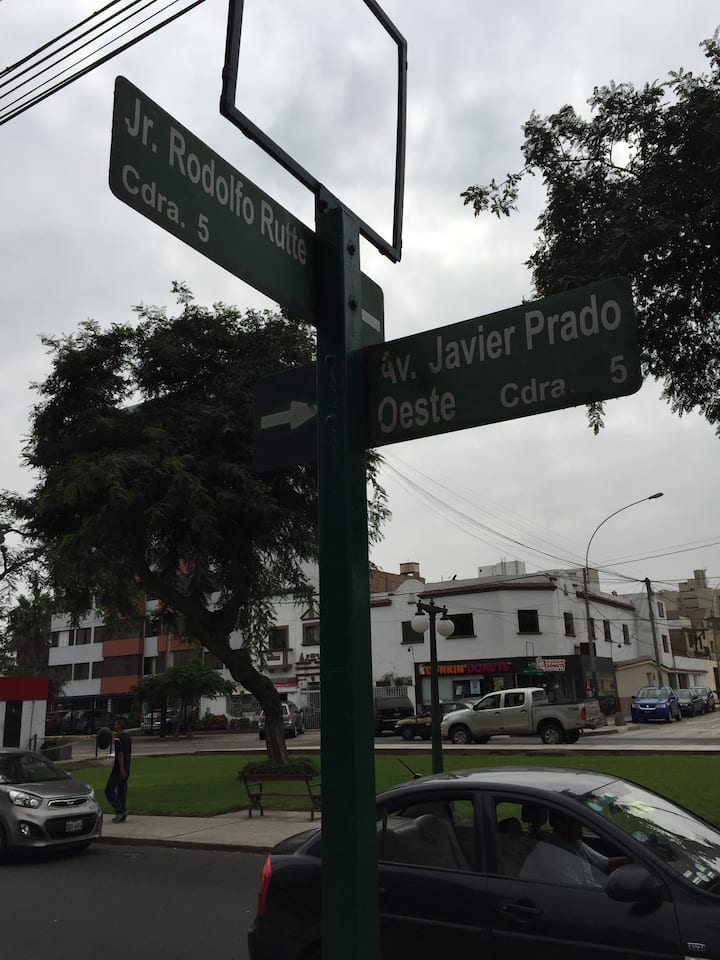 Jr. Rodolfo Rutte
Cdra. 5
Av. Javier Prado
Oeste Cdra. 5
DUNKIN' DONUTS